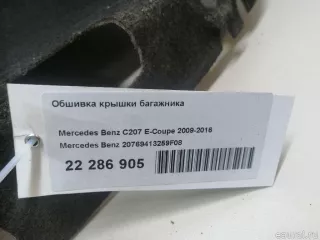 Обшивка крышки багажника
Mercedes Benz C207 E-Coupe 2009-2016
Mercedes Benz 20769413259F08
22 286 905